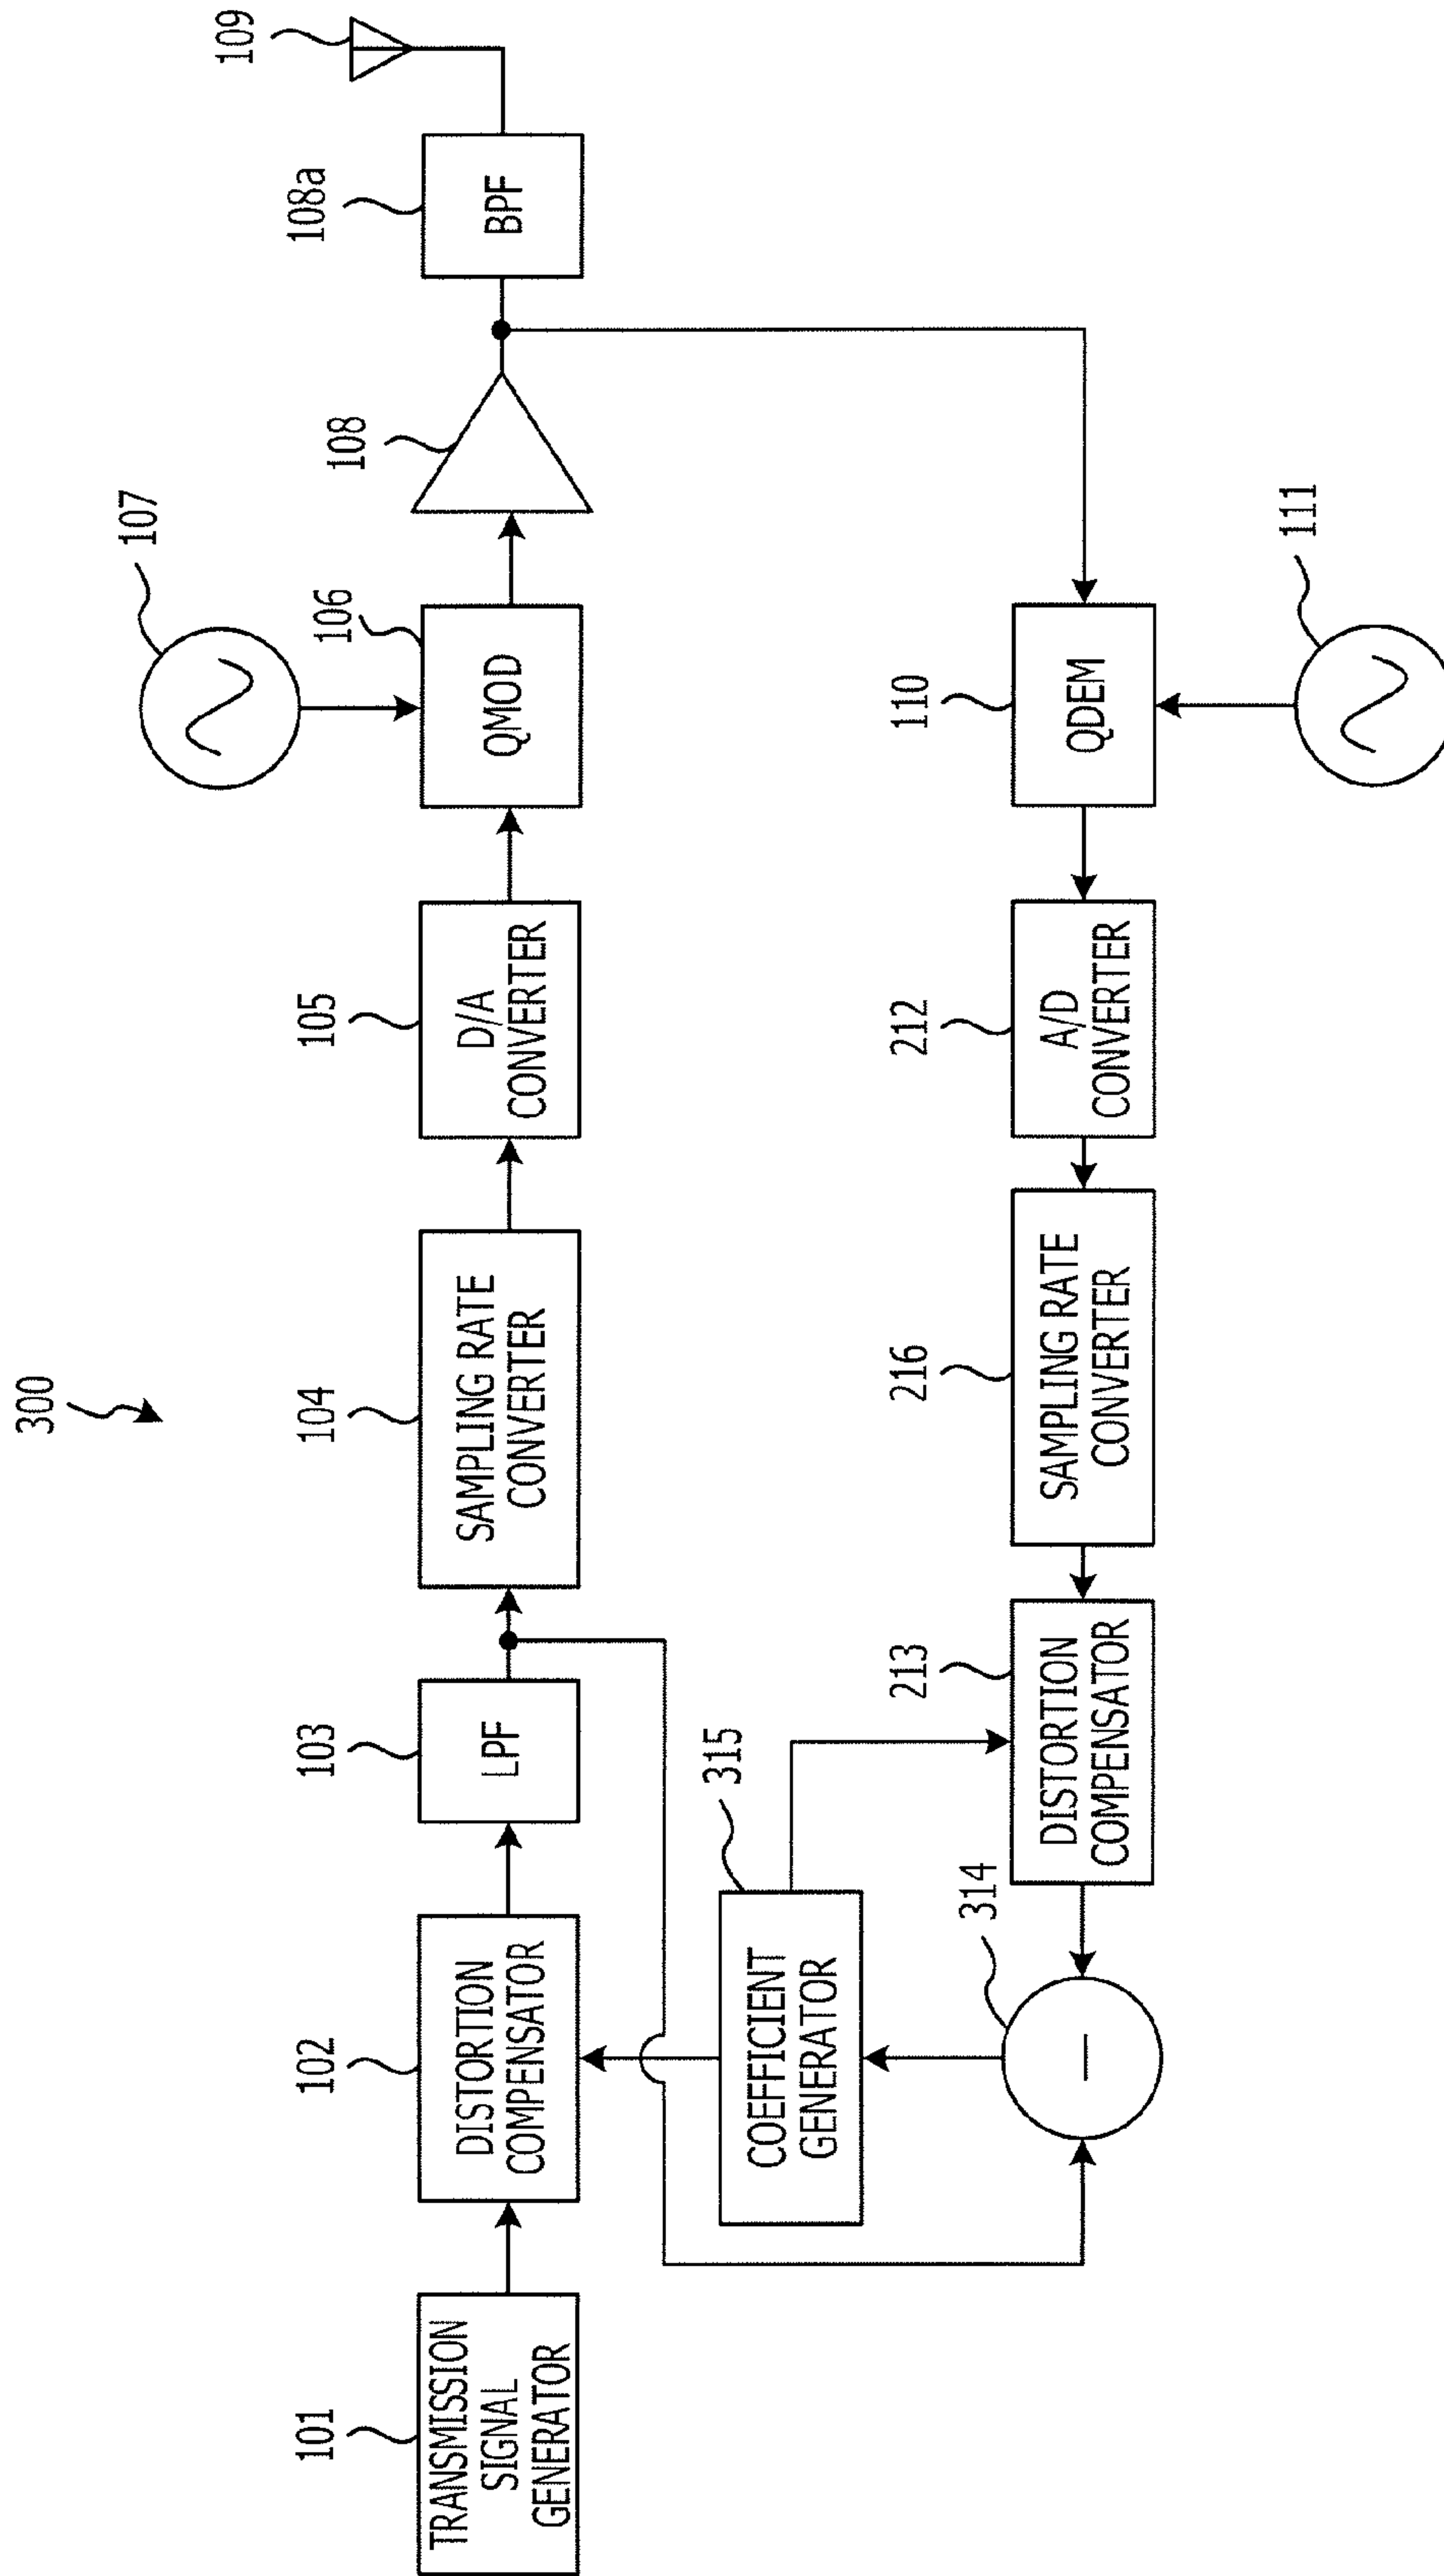 300
101
TRANSMISSION
SIGNAL
GENERATOR
102
DISTORTION
COMPENSATOR
103
LPF
104
SAMPLING RATE
CONVERTER
105
D/A
CONVERTER
106
QMOD
107
108
108a
BPF
109
315
COEFFICIENT
GENERATOR
314
213
DISTORTION
COMPENSATOR
216
SAMPLING RATE
CONVERTER
212
A/D
CONVERTER
110
QDEM
111